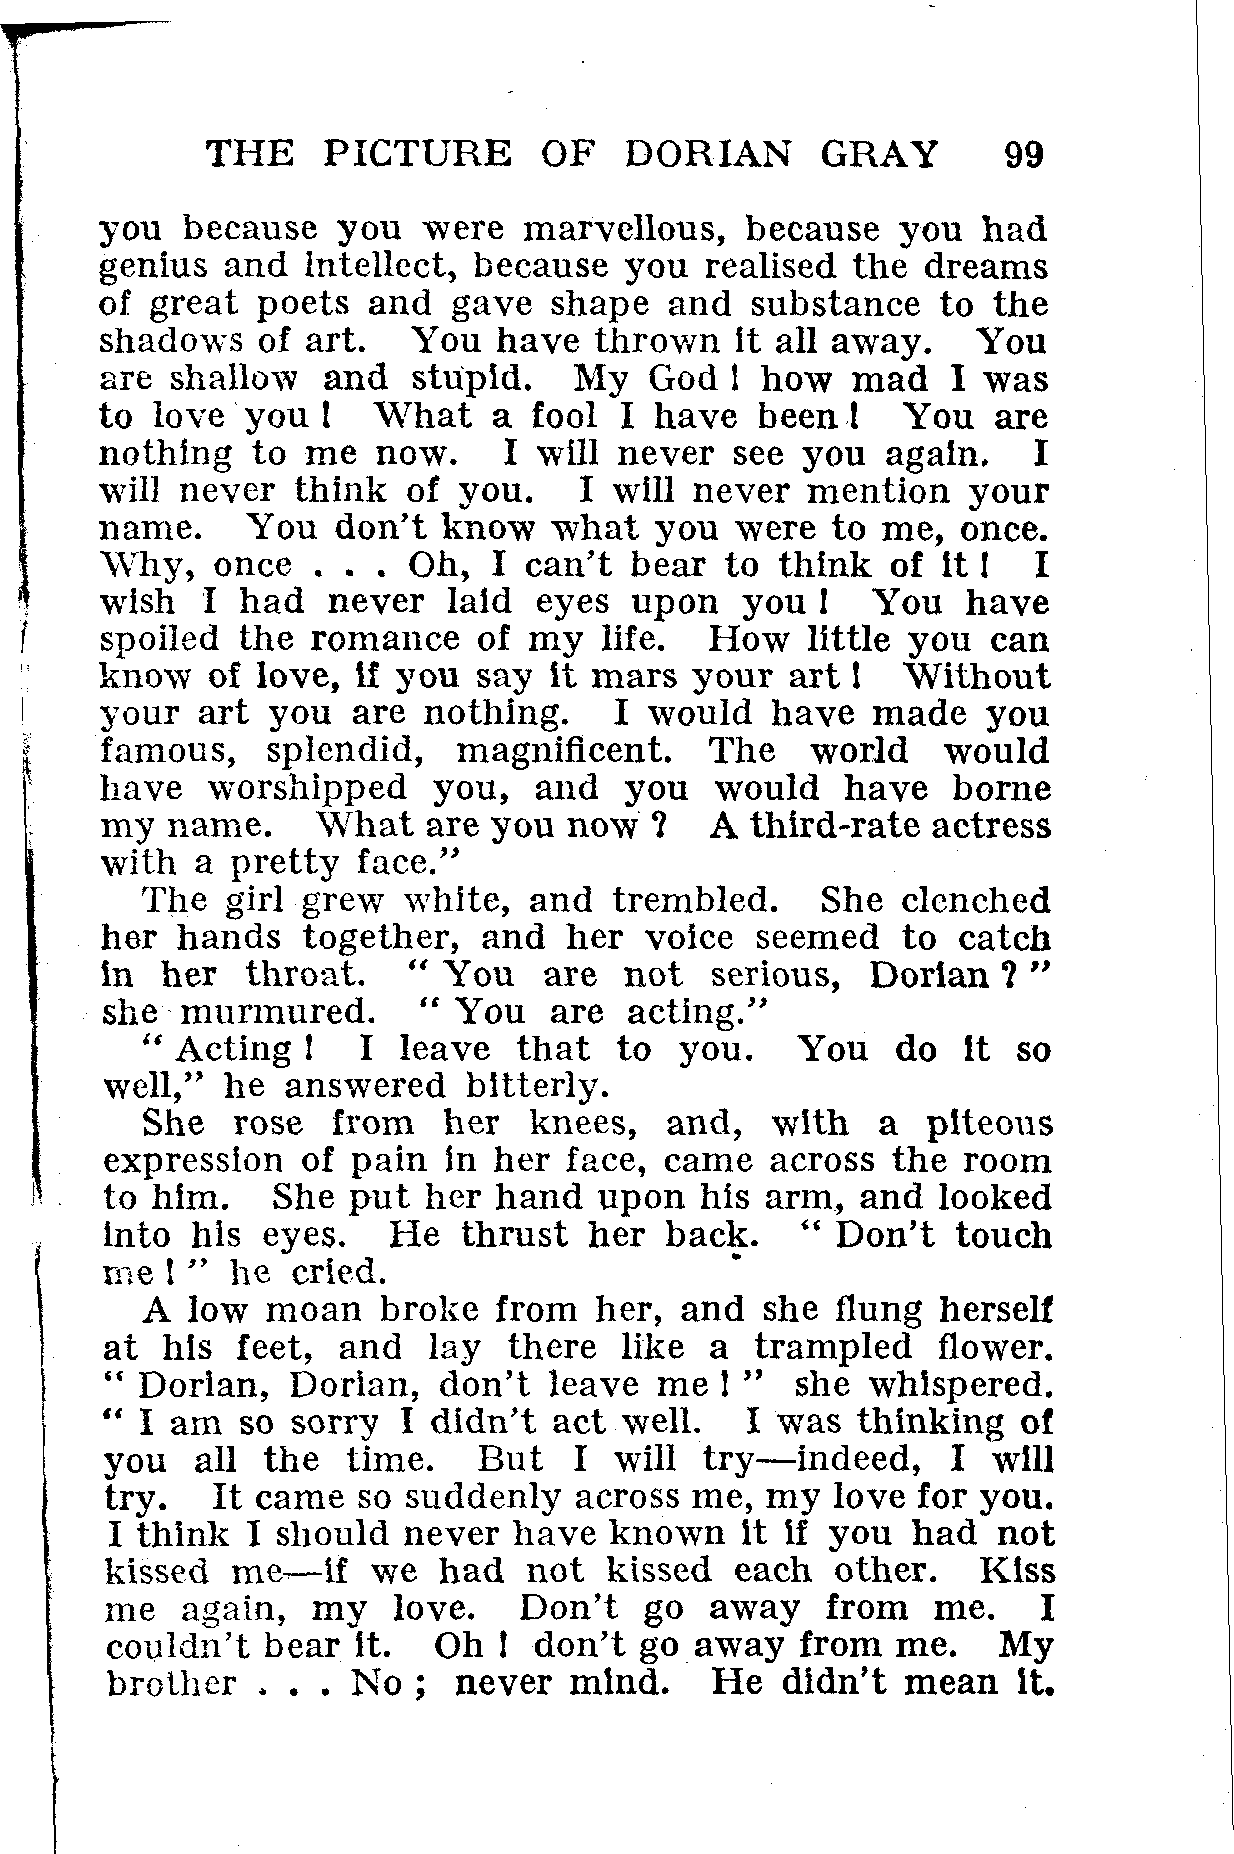 THE PICTURE OF DORIAN GRAY 99
you because you were marvellous, because you had
genius and intellect, because you realised the dreams
of great poets and gave shape and substance to the
shadows of art. You have thrown it all away. You
are shallow and stupid. My God ! how mad I was
to love you ! What a fool I have been ! You are
nothing to me now. I will never see you again. I
will never think of you. I will never mention your
name. You don't know what you were to me, once.
Why, once . . . Oh, I can't bear to think of it ! I
wish I had never laid eyes upon you ! You have
spoiled the romance of my life. How little you can
know of love, if you say it mars your art ! Without
your art you are nothing. I would have made you
famous, splendid, magnificent. The world would
have worshipped you, and you would have borne
my name. What are you now ? A third-rate actress
with a pretty face."
The girl grew white, and trembled. She clenched
her hands together, and her voice seemed to catch
in her throat. " You are not serious, Dorian ? "
she murmured. " You are acting."
" Acting ! I leave that to you. You do it so
well," he answered bitterly.
She rose from her knees, and, with a piteous
expression of pain in her face, came across the room
to him. She put her hand upon his arm, and looked
into his eyes. He thrust her back. " Don't touch
me ! " he cried.
A low moan broke from her, and she flung herself
at his feet, and lay there like a trampled flower.
" Dorian, Dorian, don't leave me ! " she whispered.
" I am so sorry I didn't act well. I was thinking of
you all the time. But I will try—indeed, I will
try. It came so suddenly across me, my love for you.
I think I should never have known it if you had not
kissed me—if we had not kissed each other. Kiss
me again, my love. Don't go away from me. I
couldn't bear it. Oh ! don't go away from me. My
brother . . . No ; never mind. He didn't mean it.